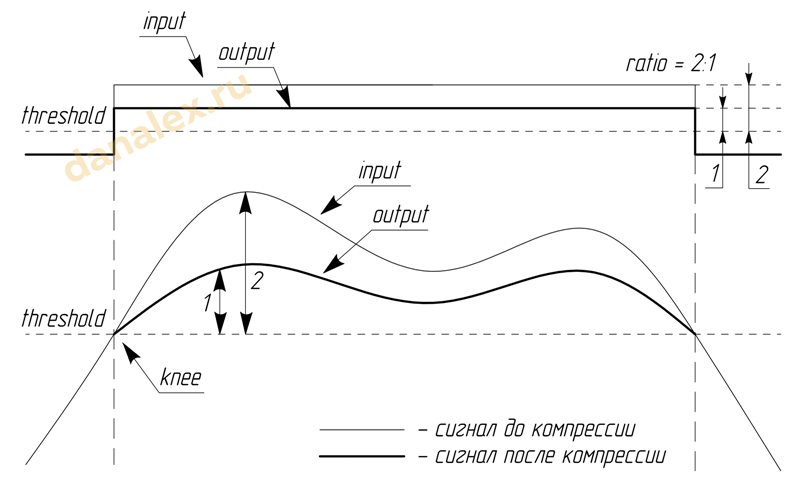 input
output
ratio = 2:1
threshold
danalex.ru
1
2
input
output
1
2
threshold
knee
– сигнал до компрессии
– сигнал после компрессии